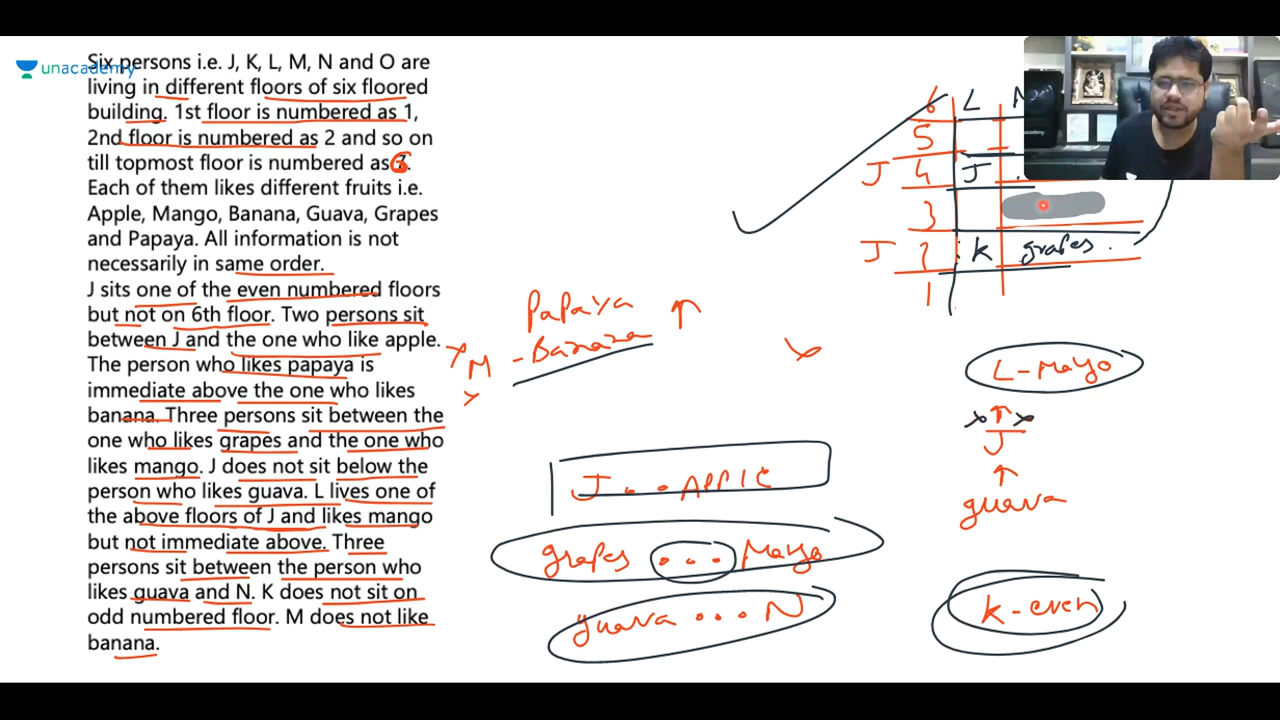 Six persons i.e. J, K, L, M, N and O are
unacademy
living in different floors of six floored
building. 1st floor is numbered as 1,
2nd floor is numbered as 2 and so on
till topmost floor is numbered as
Each of them likes different fruits i.e.
Apple, Mango, Banana, Guava, Grapes
and Papaya. All information is not
necessarily in same order.
J sits one of the even numbered floors
but not on 6th floor. Two persons sit
between J and the one who like apple.
The person who likes papaya is
immediate above the one who likes
banana. Three persons sit between the
one who likes grapes and the one who
likes mango. J does not sit below the
person who likes guava. L lives one of
the above floors of J and likes mango
but not immediate above. Three
persons sit between the person who
likes guava and N. K does not sit on
odd numbered floor. M does not like
banana.
PaPaya ↑
M - Banana
J . . APPLE
grapes . . . Mango
guava . . . N
6 L
5
J 4 J .
3
J 2 : K grapes .
1
L - Mango
x ↑ x
J
↑
guava
K - even